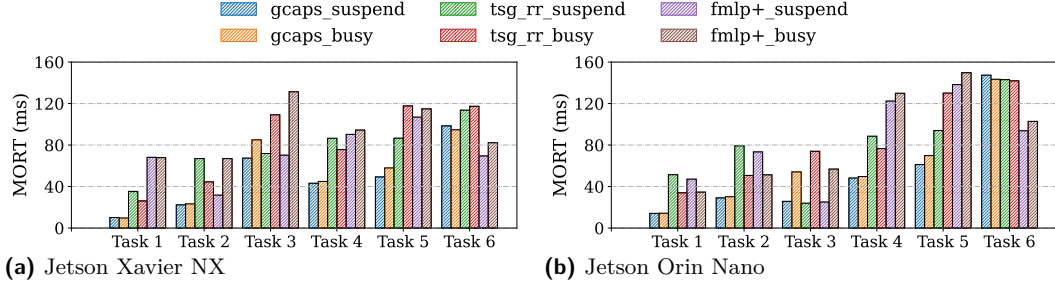 gcaps_suspend tsg_rr_suspend fmlp+_suspend
gcaps_busy tsg_rr_busy fmlp+_busy
MORT (ms)
160
120
80
40
0
Task 1 Task 2 Task 3 Task 4 Task 5 Task 6
(a) Jetson Xavier NX
MORT (ms)
160
120
80
40
0
Task 1 Task 2 Task 3 Task 4 Task 5 Task 6
(b) Jetson Orin Nano